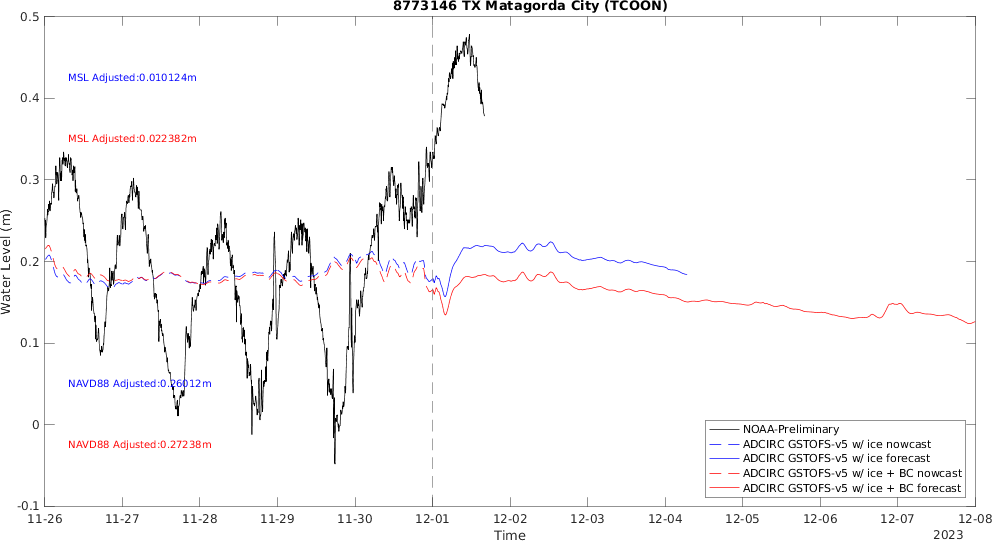 8773146 TX Matagorda City (TCOON)
0.5
0.4
0.3
0.2
0.1
0
-0.1
Water Level (m)
MSL Adjusted:0.010124m
MSL Adjusted:0.022382m
NAVD88 Adjusted:0.26012m
NAVD88 Adjusted:0.27238m
NOAA-Preliminary
ADCIRC GSTOFS-v5 w/ ice nowcast
ADCIRC GSTOFS-v5 w/ ice forecast
ADCIRC GSTOFS-v5 w/ ice + BC nowcast
ADCIRC GSTOFS-v5 w/ ice + BC forecast
11-26 11-27 11-28 11-29 11-30 12-01 12-02 12-03 12-04 12-05 12-06 12-07 12-08
Time
2023